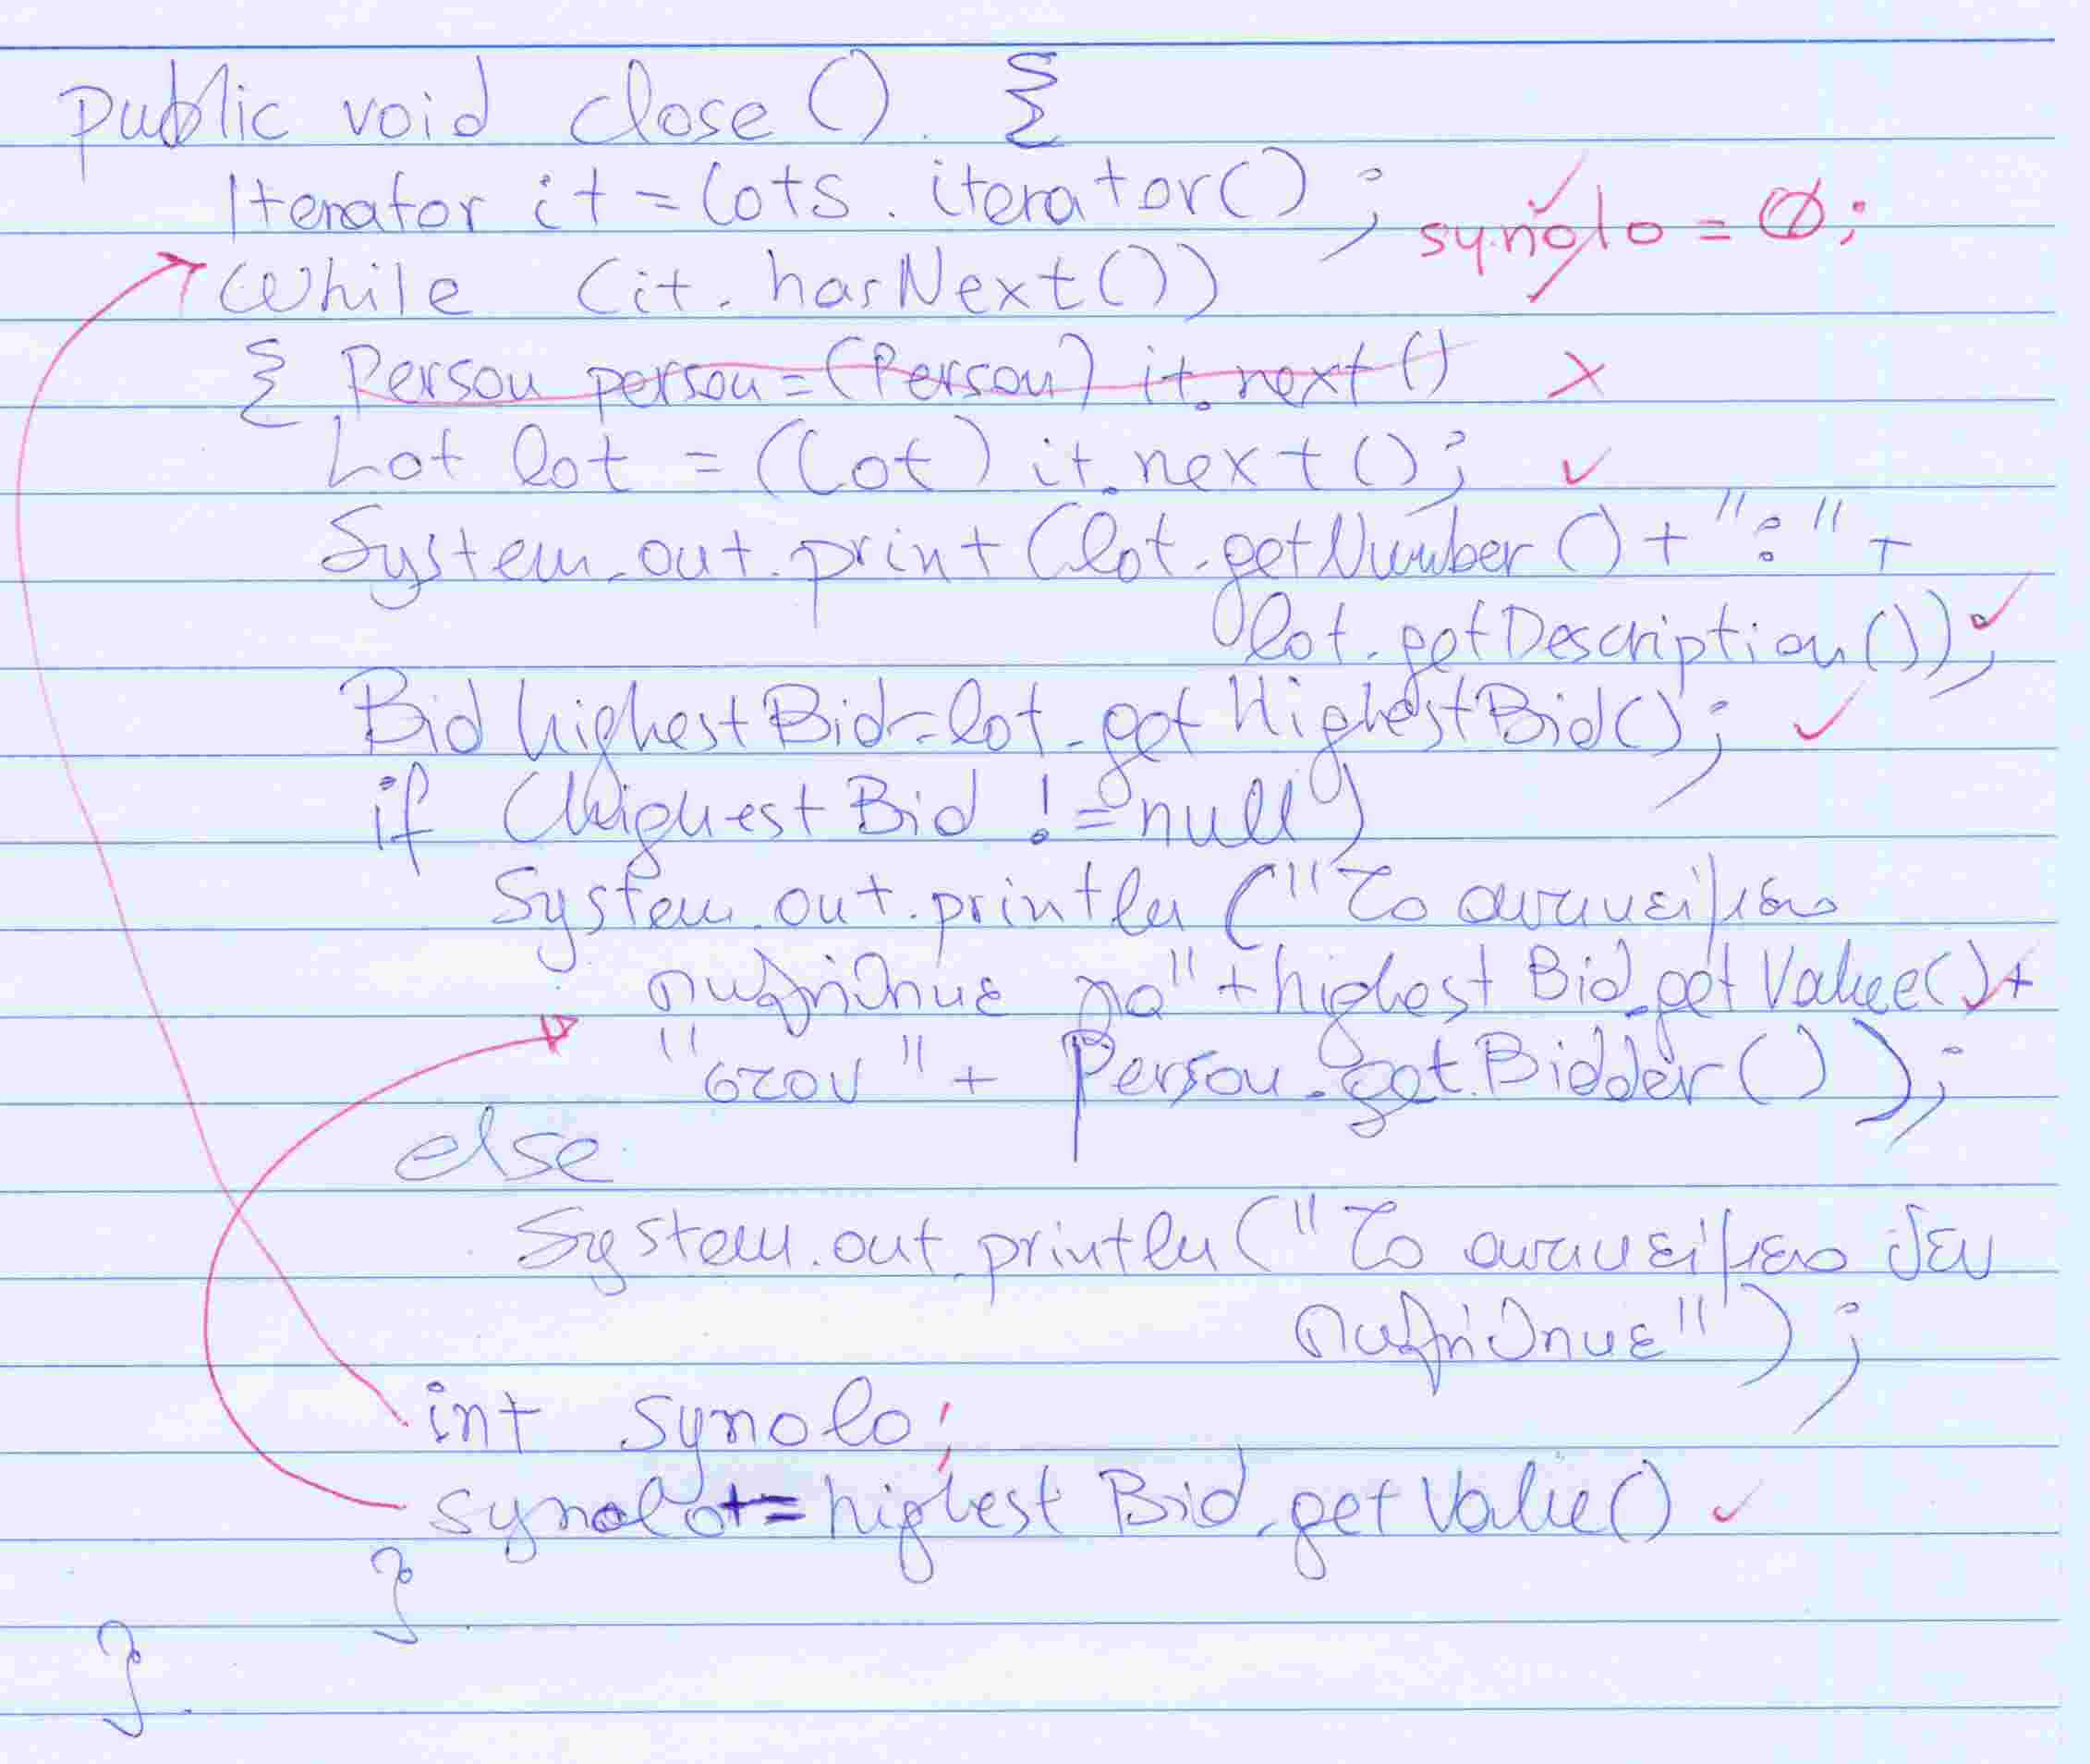 public void close() {
Iterator it = lots.iterator(); synolo = 0;
while (it.hasNext())
{ Person person = (Person) it.next()
Lot lot = (Lot) it.next();
System.out.print(lot.getNumber() + ":" +
lot.getDescription());
Bid highestBid = lot.getHighestBid();
if (highestBid != null)
System.out.println("Το αντικείμενο
πωλήθηκε για" + highestBid.getValue() +
"στον" + Person.getBidder());
else
System.out.println("Το αντικείμενο δεν
πωλήθηκε");
int synolo;
synolo += highestBid.getValue()
}
}